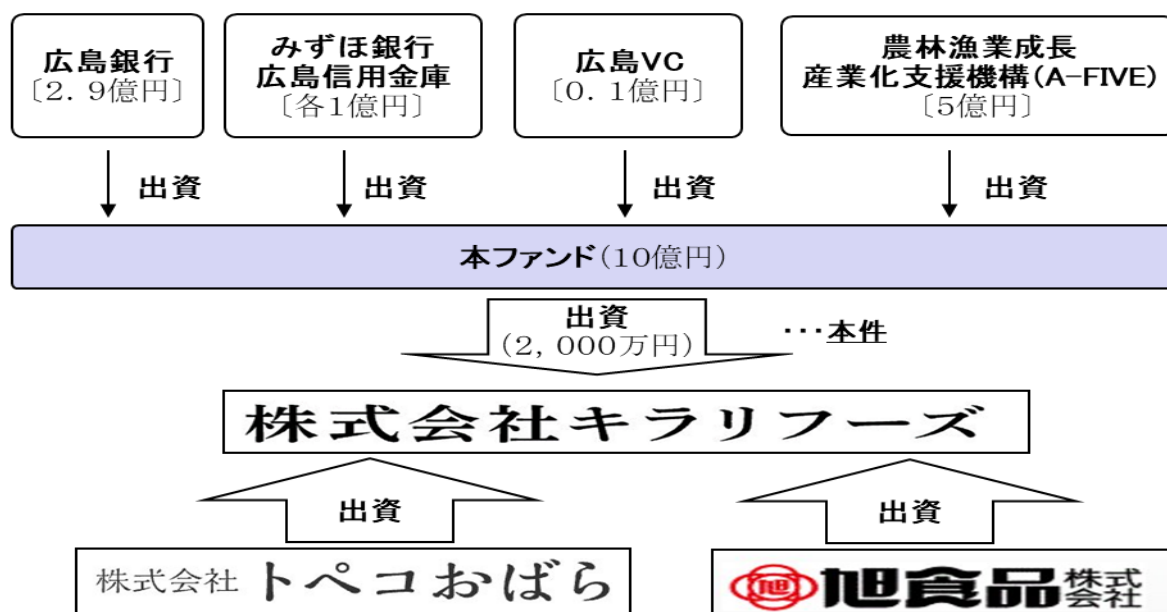 広島銀行
〔2．9億円〕
みずほ銀行
広島信用金庫
〔各1億円〕
広島VC
〔0．1億円〕
農林漁業成長
産業化支援機構(A-FIVE)
〔5億円〕
出資
出資
出資
出資
本ファンド(10億円)
出資
(2，000万円)
…本件
株式会社キラリフーズ
出資
出資
株式会社 トペコおばら
旭 旭食品 株式会社